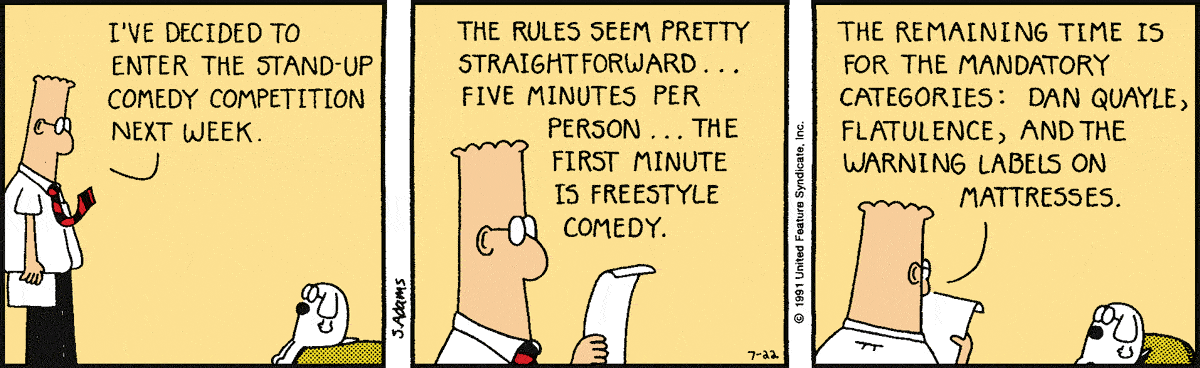 I'VE DECIDED TO
ENTER THE STAND-UP
COMEDY COMPETITION
NEXT WEEK.
S.Adams
THE RULES SEEM PRETTY
STRAIGHTFORWARD...
FIVE MINUTES PER
PERSON... THE
FIRST MINUTE
IS FREESTYLE
COMEDY.
7-22
© 1991 United Feature Syndicate, Inc.
THE REMAINING TIME IS
FOR THE MANDATORY
CATEGORIES: DAN QUAYLE,
FLATULENCE, AND THE
WARNING LABELS ON
MATTRESSES.